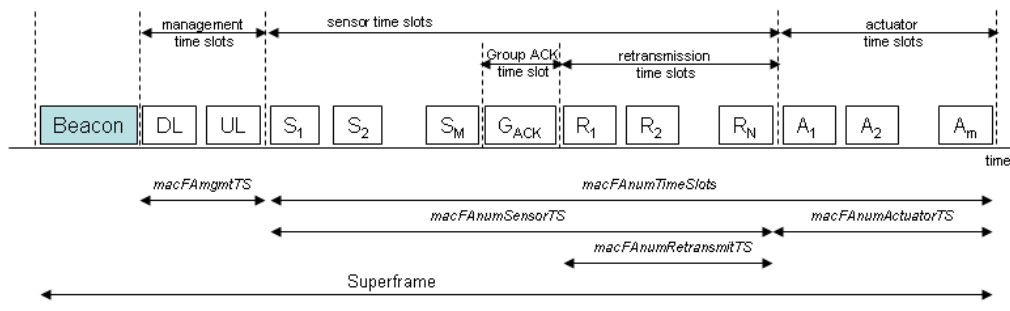 management time slots
sensor time slots
actuator time slots
Group ACK time slot
retransmission time slots
Beacon DL UL S1 S2 SM GACK R1 R2 RN A1 A2 Am
time
macFAmgmtTS
macFAnumTimeSlots
macFAnumSensorTS
macFAnumActuatorTS
macFAnumRetransmitTS
Superframe